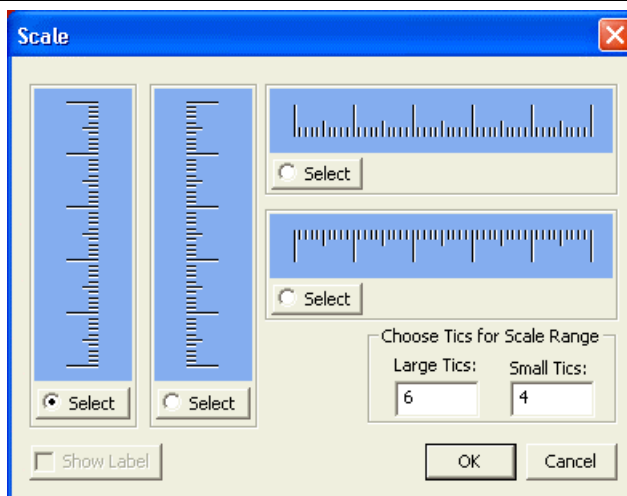 Scale
Select
Select
Select
Select
Choose Tics for Scale Range
Large Tics:
Small Tics:
6
4
Show Label
OK
Cancel